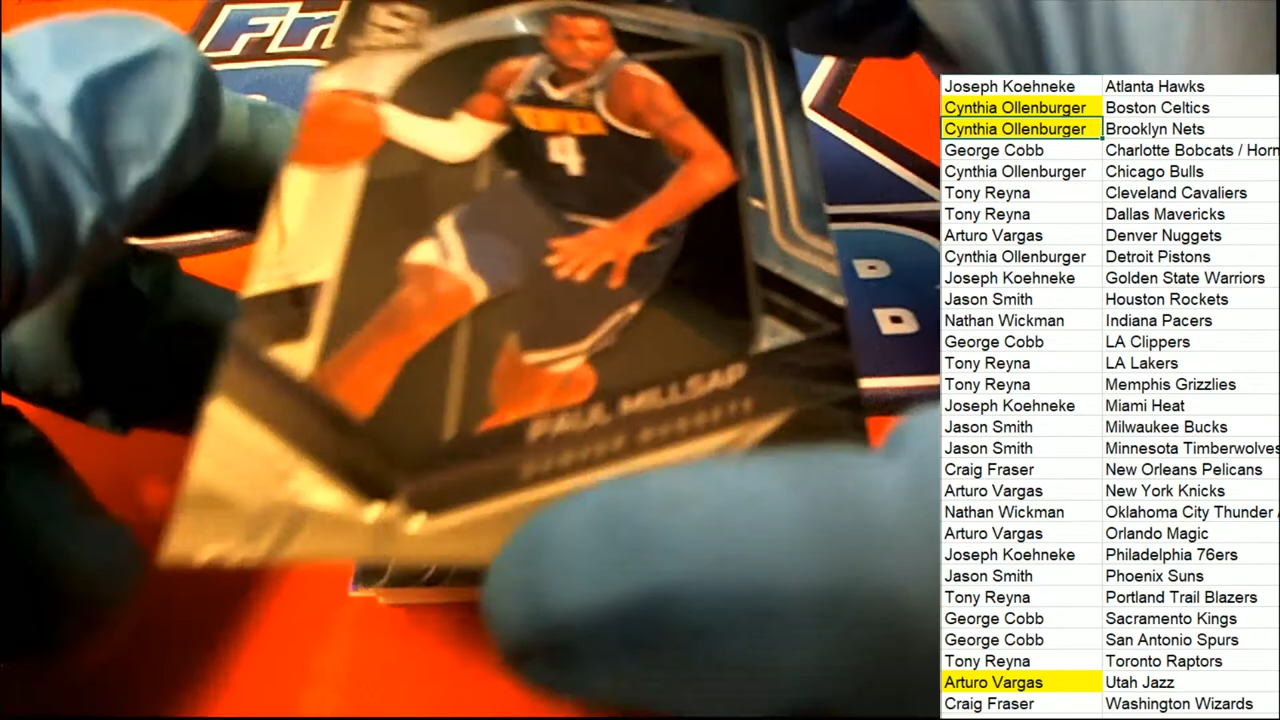 Fr
DENVER
4
PAUL MILLSAP
DENVER NUGGETS
D
D
Joseph Koehneke Atlanta Hawks
Cynthia Ollenburger Boston Celtics
Cynthia Ollenburger Brooklyn Nets
George Cobb Charlotte Bobcats / Horn
Cynthia Ollenburger Chicago Bulls
Tony Reyna Cleveland Cavaliers
Tony Reyna Dallas Mavericks
Arturo Vargas Denver Nuggets
Cynthia Ollenburger Detroit Pistons
Joseph Koehneke Golden State Warriors
Jason Smith Houston Rockets
Nathan Wickman Indiana Pacers
George Cobb LA Clippers
Tony Reyna LA Lakers
Tony Reyna Memphis Grizzlies
Joseph Koehneke Miami Heat
Jason Smith Milwaukee Bucks
Jason Smith Minnesota Timberwolves
Craig Fraser New Orleans Pelicans
Arturo Vargas New York Knicks
Nathan Wickman Oklahoma City Thunder
Arturo Vargas Orlando Magic
Joseph Koehneke Philadelphia 76ers
Jason Smith Phoenix Suns
Tony Reyna Portland Trail Blazers
George Cobb Sacramento Kings
George Cobb San Antonio Spurs
Tony Reyna Toronto Raptors
Arturo Vargas Utah Jazz
Craig Fraser Washington Wizards